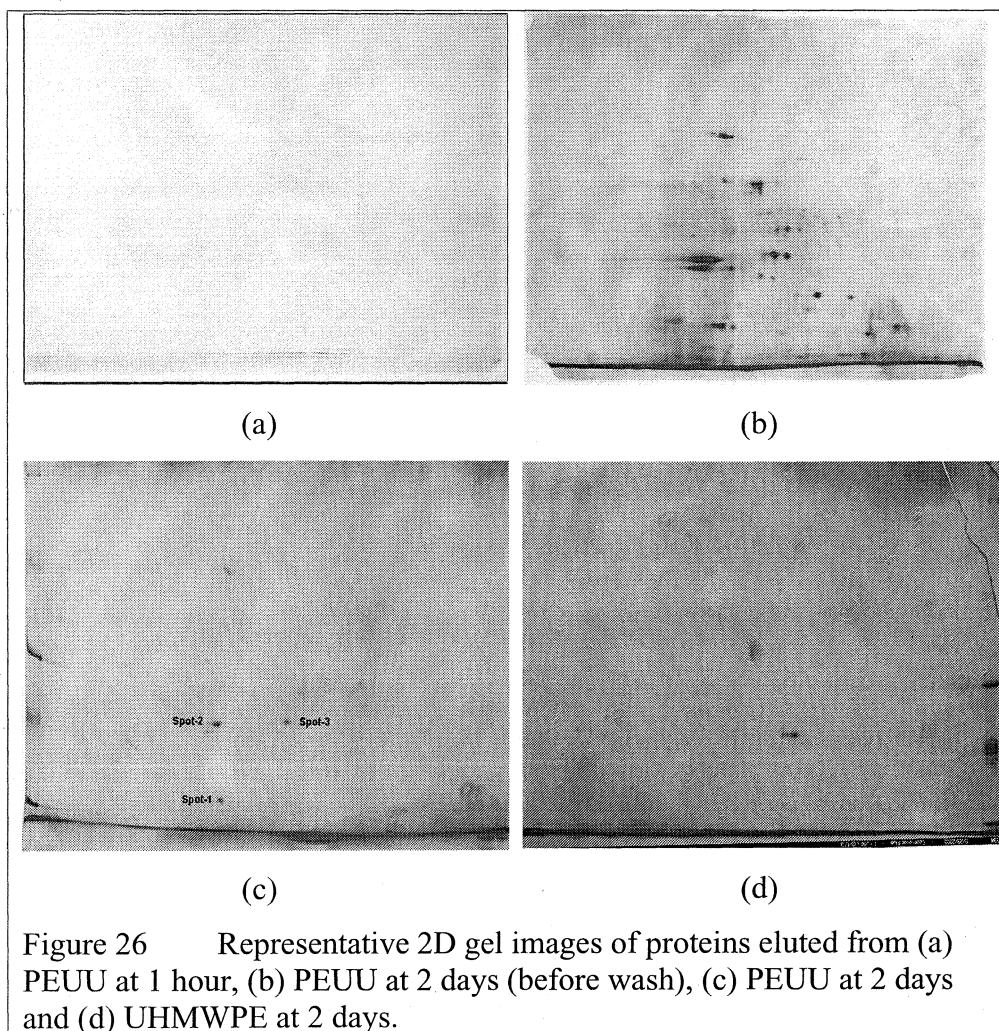 (a)
(b)
Spot-2
Spot-3
Spot-1
(c)
(d)
Figure 26 Representative 2D gel images of proteins eluted from (a)
PEUU at 1 hour, (b) PEUU at 2 days (before wash), (c) PEUU at 2 days
and (d) UHMWPE at 2 days.